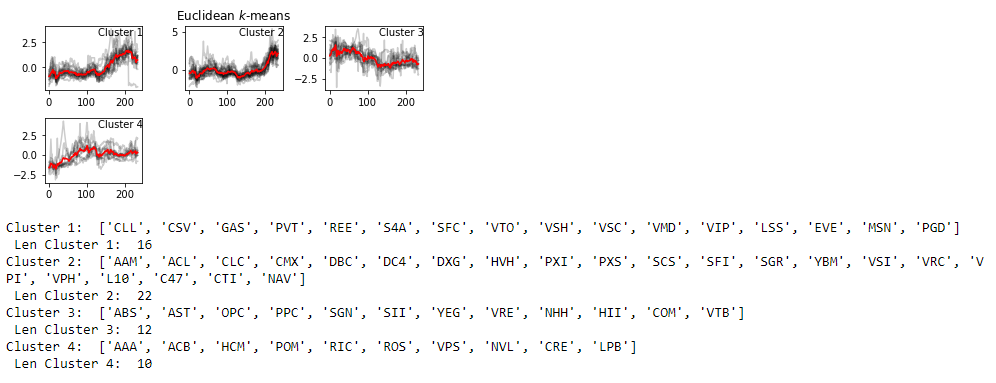 Euclidean k-means
Cluster 1
Cluster 2
Cluster 3
2.5
0.0
0
100
200
5
0
0
100
200
2.5
0.0
−2.5
0
100
200
Cluster 4
2.5
0.0
−2.5
0
100
200
Cluster 1:  ['CLL', 'CSV', 'GAS', 'PVT', 'REE', 'S4A', 'SFC', 'VTO', 'VSH', 'VSC', 'VMD', 'VIP', 'LSS', 'EVE', 'MSN', 'PGD']
Len Cluster 1:  16
Cluster 2:  ['AAM', 'ACL', 'CLC', 'CMX', 'DBC', 'DC4', 'DXG', 'HVH', 'PXI', 'PXS', 'SCS', 'SFI', 'SGR', 'YBM', 'VSI', 'VRC', 'V
PI', 'VPH', 'L10', 'C47', 'CTI', 'NAV']
Len Cluster 2:  22
Cluster 3:  ['ABS', 'AST', 'OPC', 'PPC', 'SGN', 'SII', 'YEG', 'VRE', 'NHH', 'HII', 'COM', 'VTB']
Len Cluster 3:  12
Cluster 4:  ['AAA', 'ACB', 'HCM', 'POM', 'RIC', 'ROS', 'VPS', 'NVL', 'CRE', 'LPB']
Len Cluster 4:  10